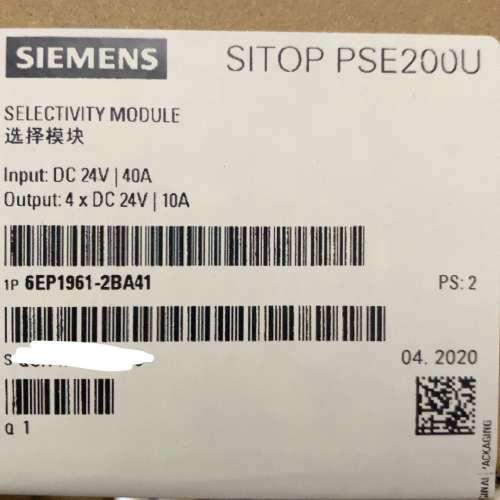 SIEMENS SITOP PSE200U
SELECTIVITY MODULE
选择模块
Input: DC 24V | 40A
Output: 4 x DC 24V | 10A
1P 6EP1961-2BA41 PS: 2
S
04. 2020
Q 1
PACKAGING